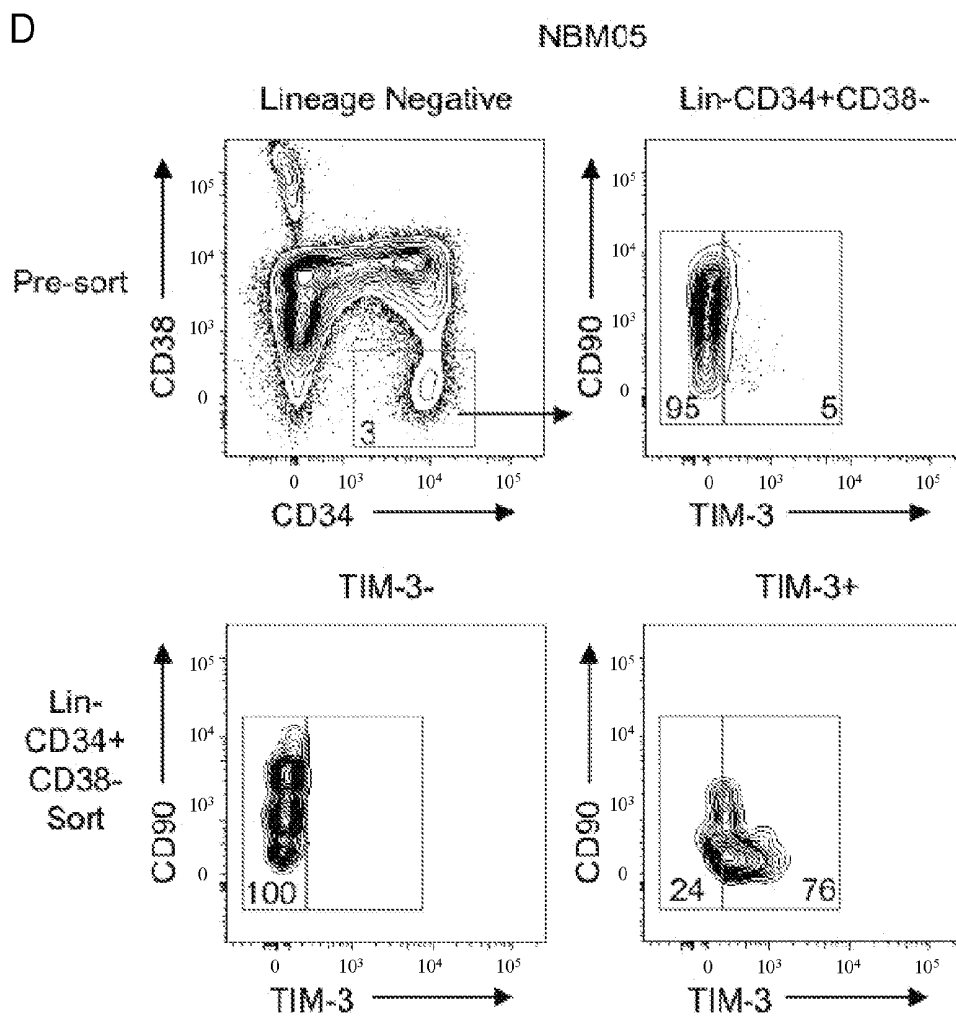 D
NBM05
Lineage Negative
Lin-CD34+CD38-
Pre-sort
CD38
10⁵
10⁴
10³
0
3
0
10³
10⁴
10⁵
CD34
CD90
10⁵
10⁴
10³
0
95
5
0
10³
10⁴
10⁵
TIM-3
TIM-3-
TIM-3+
Lin-
CD34+
CD38-
Sort
CD90
10⁵
10⁴
10³
0
100
0
10³
10⁴
10⁵
TIM-3
CD90
10⁵
10⁴
10³
0
24
76
0
10³
10⁴
10⁵
TIM-3